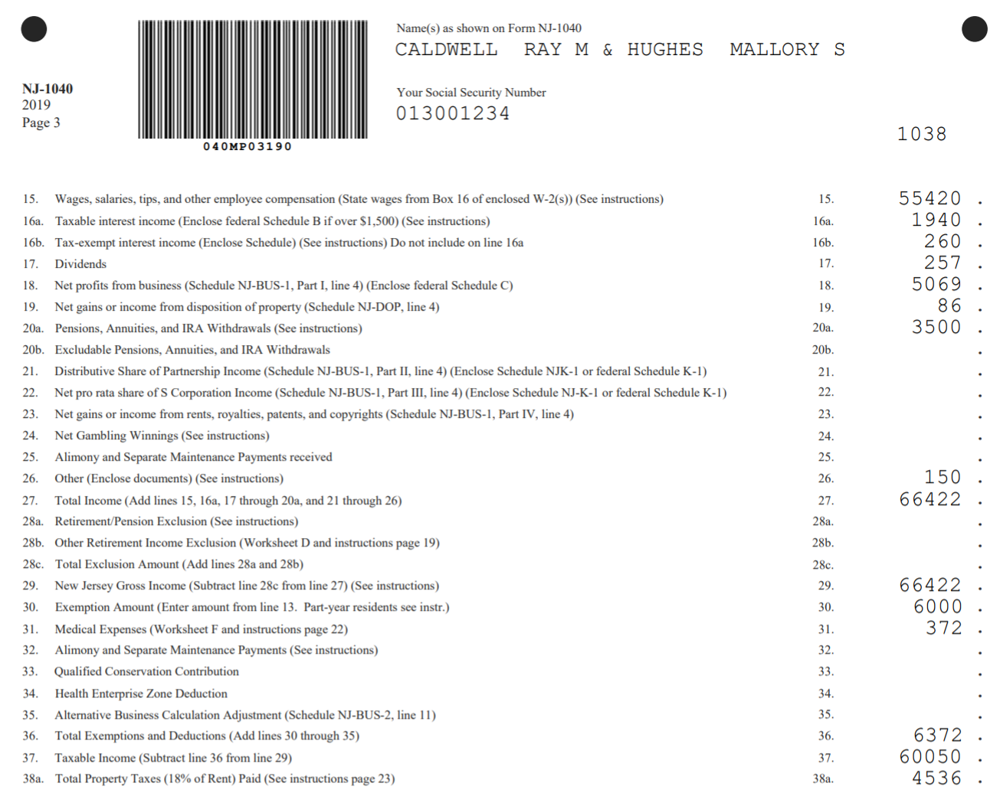 Name(s) as shown on Form NJ-1040
CALDWELL RAY M & HUGHES MALLORY S
NJ-1040
2019
Page 3
Your Social Security Number
013001234
040MP03190
1038
15. Wages, salaries, tips, and other employee compensation (State wages from Box 16 of enclosed W-2(s)) (See instructions) 15. 55420 .
16a. Taxable interest income (Enclose federal Schedule B if over $1,500) (See instructions) 16a. 1940 .
16b. Tax-exempt interest income (Enclose Schedule) (See instructions) Do not include on line 16a 16b. 260 .
17. Dividends 17. 257 .
18. Net profits from business (Schedule NJ-BUS-1, Part I, line 4) (Enclose federal Schedule C) 18. 5069 .
19. Net gains or income from disposition of property (Schedule NJ-DOP, line 4) 19. 86 .
20a. Pensions, Annuities, and IRA Withdrawals (See instructions) 20a. 3500 .
20b. Excludable Pensions, Annuities, and IRA Withdrawals 20b. .
21. Distributive Share of Partnership Income (Schedule NJ-BUS-1, Part II, line 4) (Enclose Schedule NJK-1 or federal Schedule K-1) 21. .
22. Net pro rata share of S Corporation Income (Schedule NJ-BUS-1, Part III, line 4) (Enclose Schedule NJ-K-1 or federal Schedule K-1) 22. .
23. Net gains or income from rents, royalties, patents, and copyrights (Schedule NJ-BUS-1, Part IV, line 4) 23. .
24. Net Gambling Winnings (See instructions) 24. .
25. Alimony and Separate Maintenance Payments received 25. .
26. Other (Enclose documents) (See instructions) 26. 150 .
27. Total Income (Add lines 15, 16a, 17 through 20a, and 21 through 26) 27. 66422 .
28a. Retirement/Pension Exclusion (See instructions) 28a. .
28b. Other Retirement Income Exclusion (Worksheet D and instructions page 19) 28b. .
28c. Total Exclusion Amount (Add lines 28a and 28b) 28c. .
29. New Jersey Gross Income (Subtract line 28c from line 27) (See instructions) 29. 66422 .
30. Exemption Amount (Enter amount from line 13. Part-year residents see instr.) 30. 6000 .
31. Medical Expenses (Worksheet F and instructions page 22) 31. 372 .
32. Alimony and Separate Maintenance Payments (See instructions) 32. .
33. Qualified Conservation Contribution 33. .
34. Health Enterprise Zone Deduction 34. .
35. Alternative Business Calculation Adjustment (Schedule NJ-BUS-2, line 11) 35. .
36. Total Exemptions and Deductions (Add lines 30 through 35) 36. 6372 .
37. Taxable Income (Subtract line 36 from line 29) 37. 60050 .
38a. Total Property Taxes (18% of Rent) Paid (See instructions page 23) 38a. 4536 .